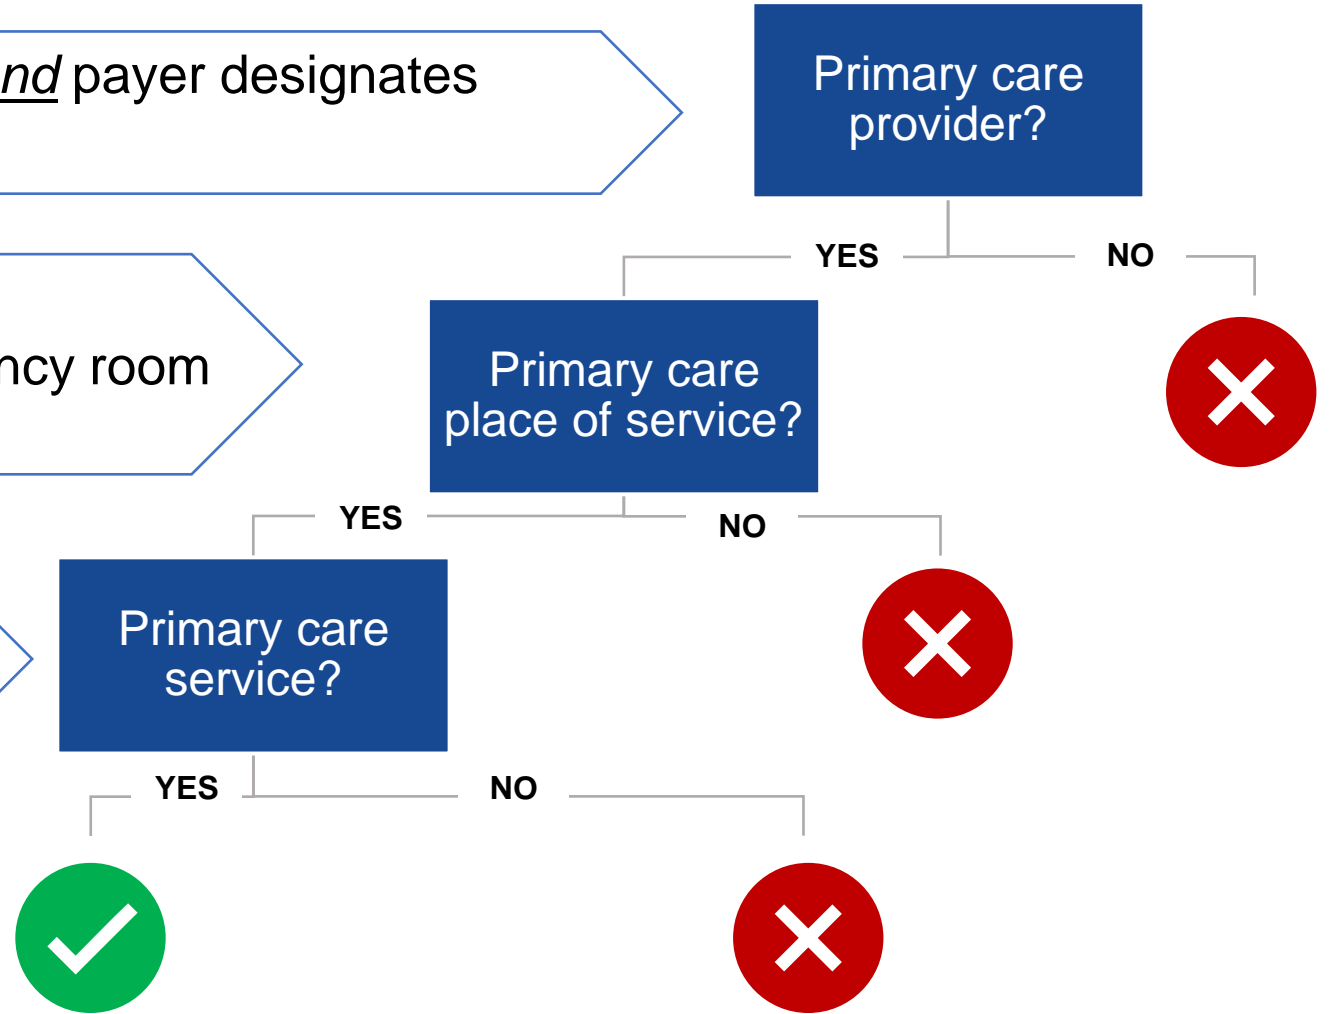 nd payer designates
Primary care
provider?
YES
NO
ncy room
Primary care
place of service?
YES
NO
Primary care
service?
YES
NO